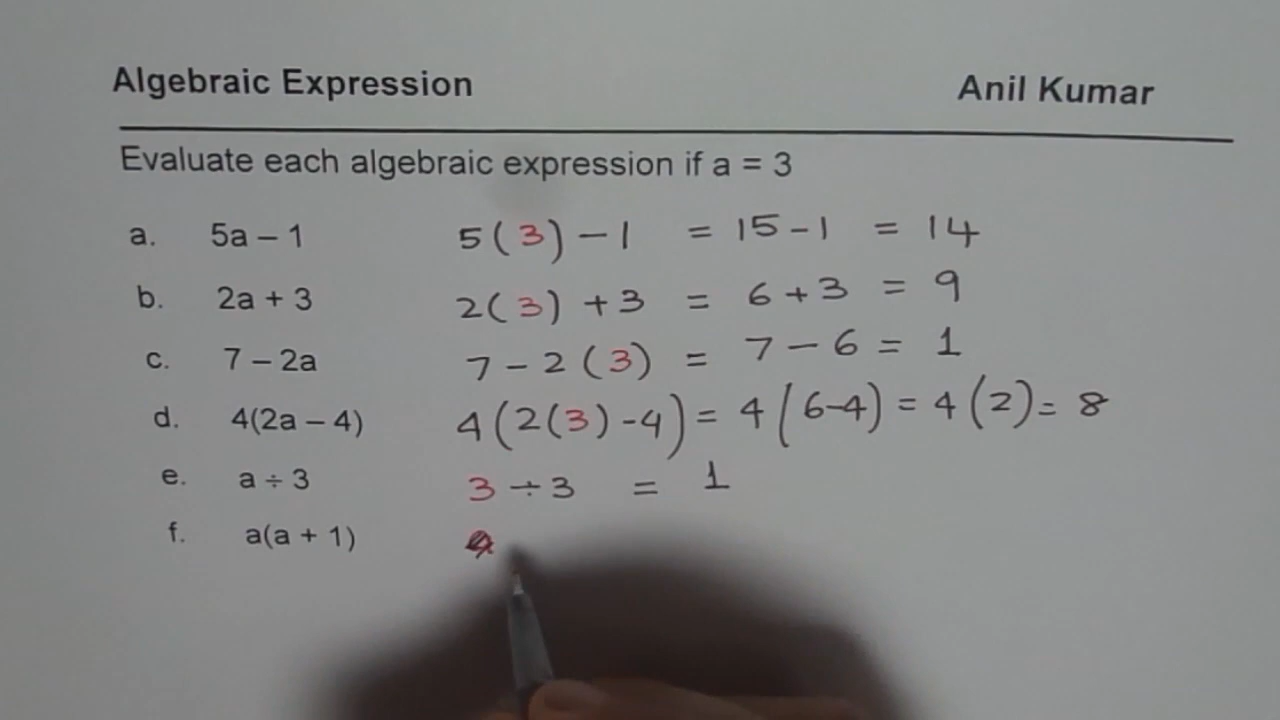 Algebraic Expression Anil Kumar
Evaluate each algebraic expression if a = 3
a. 5a – 1 5(3) – 1 = 15 – 1 = 14
b. 2a + 3 2(3) + 3 = 6 + 3 = 9
c. 7 – 2a 7 – 2(3) = 7 – 6 = 1
d. 4(2a – 4) 4(2(3) - 4) = 4(6-4) = 4(2) = 8
e. a ÷ 3 3 ÷ 3 = 1
f. a(a + 1)